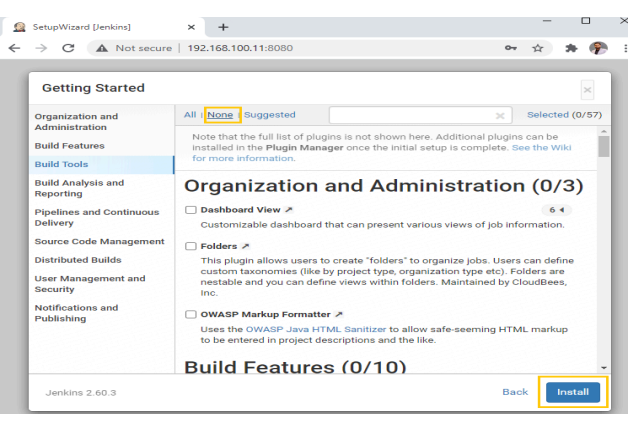 SetupWizard [Jenkins]
Not secure | 192.168.100.11:8080
Getting Started
Organization and
Administration
Build Features
Build Tools
Build Analysis and
Reporting
Pipelines and Continuous
Delivery
Source Code Management
Distributed Builds
User Management and
Security
Notifications and
Publishing
All | None | Suggested
Selected (0/57)
Note that the full list of plugins is not shown here. Additional plugins can be
installed in the Plugin Manager once the initial setup is complete. See the Wiki
for more information.
Organization and Administration (0/3)
Dashboard View
6
Customizable dashboard that can present various views of job information.
Folders
This plugin allows users to create "folders" to organize jobs. Users can define
custom taxonomies (like by project type, organization type etc). Folders are
nestable and you can define views within folders. Maintained by CloudBees,
Inc.
OWASP Markup Formatter
Uses the OWASP Java HTML Sanitizer to allow safe-seeming HTML markup
to be entered in project descriptions and the like.
Build Features (0/10)
Jenkins 2.60.3
Back
Install